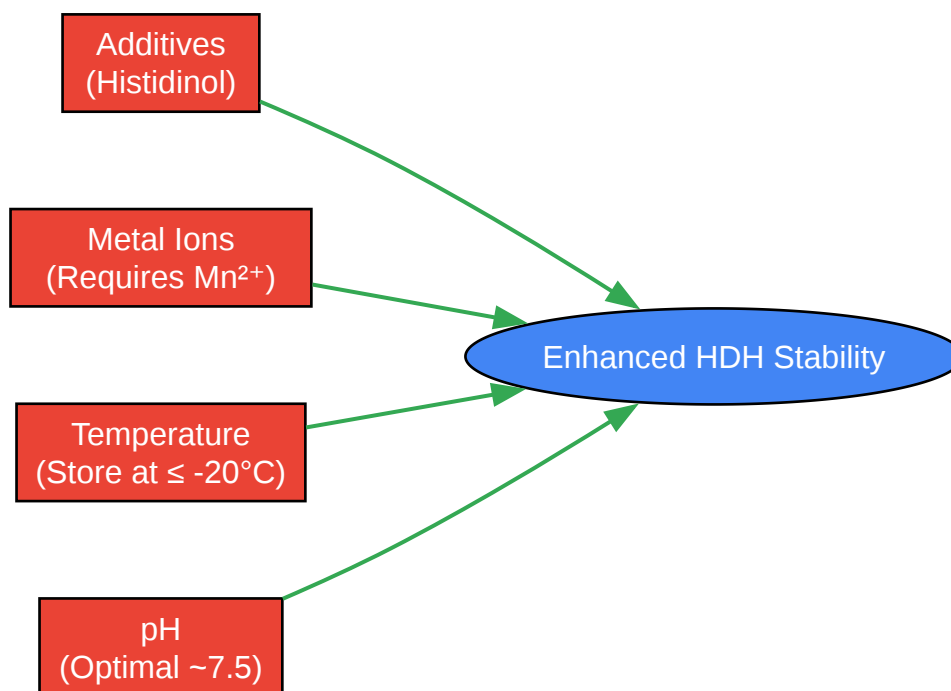 Additives
(Histidinol)
Metal Ions
(Requires Mn²⁺)
Enhanced HDH Stability
Temperature
(Store at ≤ -20°C)
pH
(Optimal ~7.5)